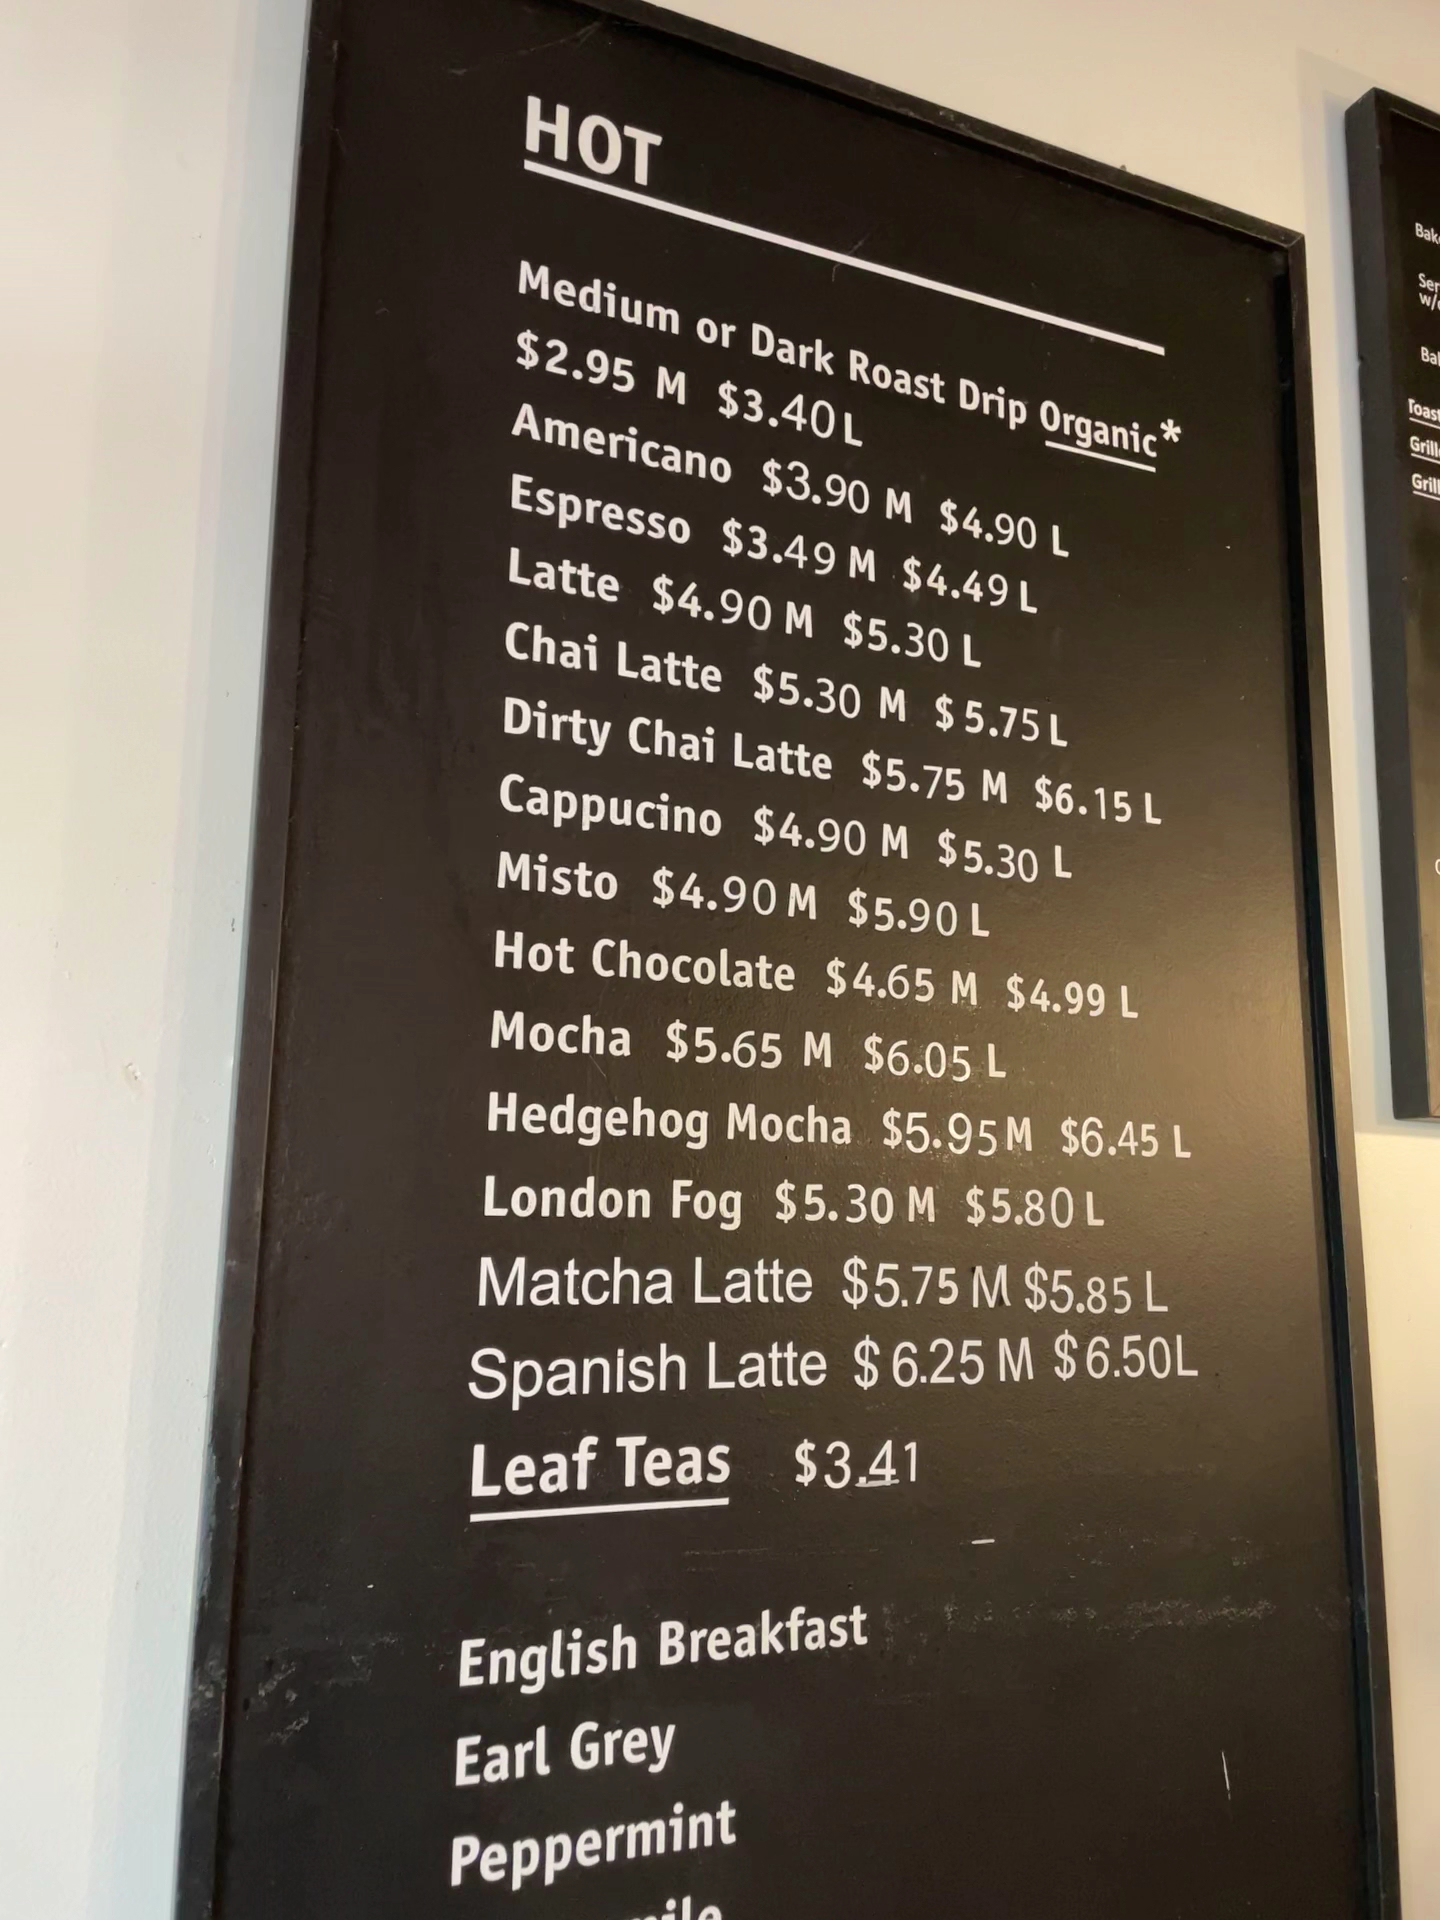 HOT
Medium or Dark Roast Drip Organic*
$2.95 M $3.40 L
Americano $3.90 M $4.90 L
Espresso $3.49 M $4.49 L
Latte $4.90 M $5.30 L
Chai Latte $5.30 M $5.75 L
Dirty Chai Latte $5.75 M $6.15 L
Cappucino $4.90 M $5.30 L
Misto $4.90 M $5.90 L
Hot Chocolate $4.65 M $4.99 L
Mocha $5.65 M $6.05 L
Hedgehog Mocha $5.95 M $6.45 L
London Fog $5.30 M $5.80 L
Matcha Latte $5.75 M $5.85 L
Spanish Latte $6.25 M $6.50 L
Leaf Teas $3.41
English Breakfast
Earl Grey
Peppermint